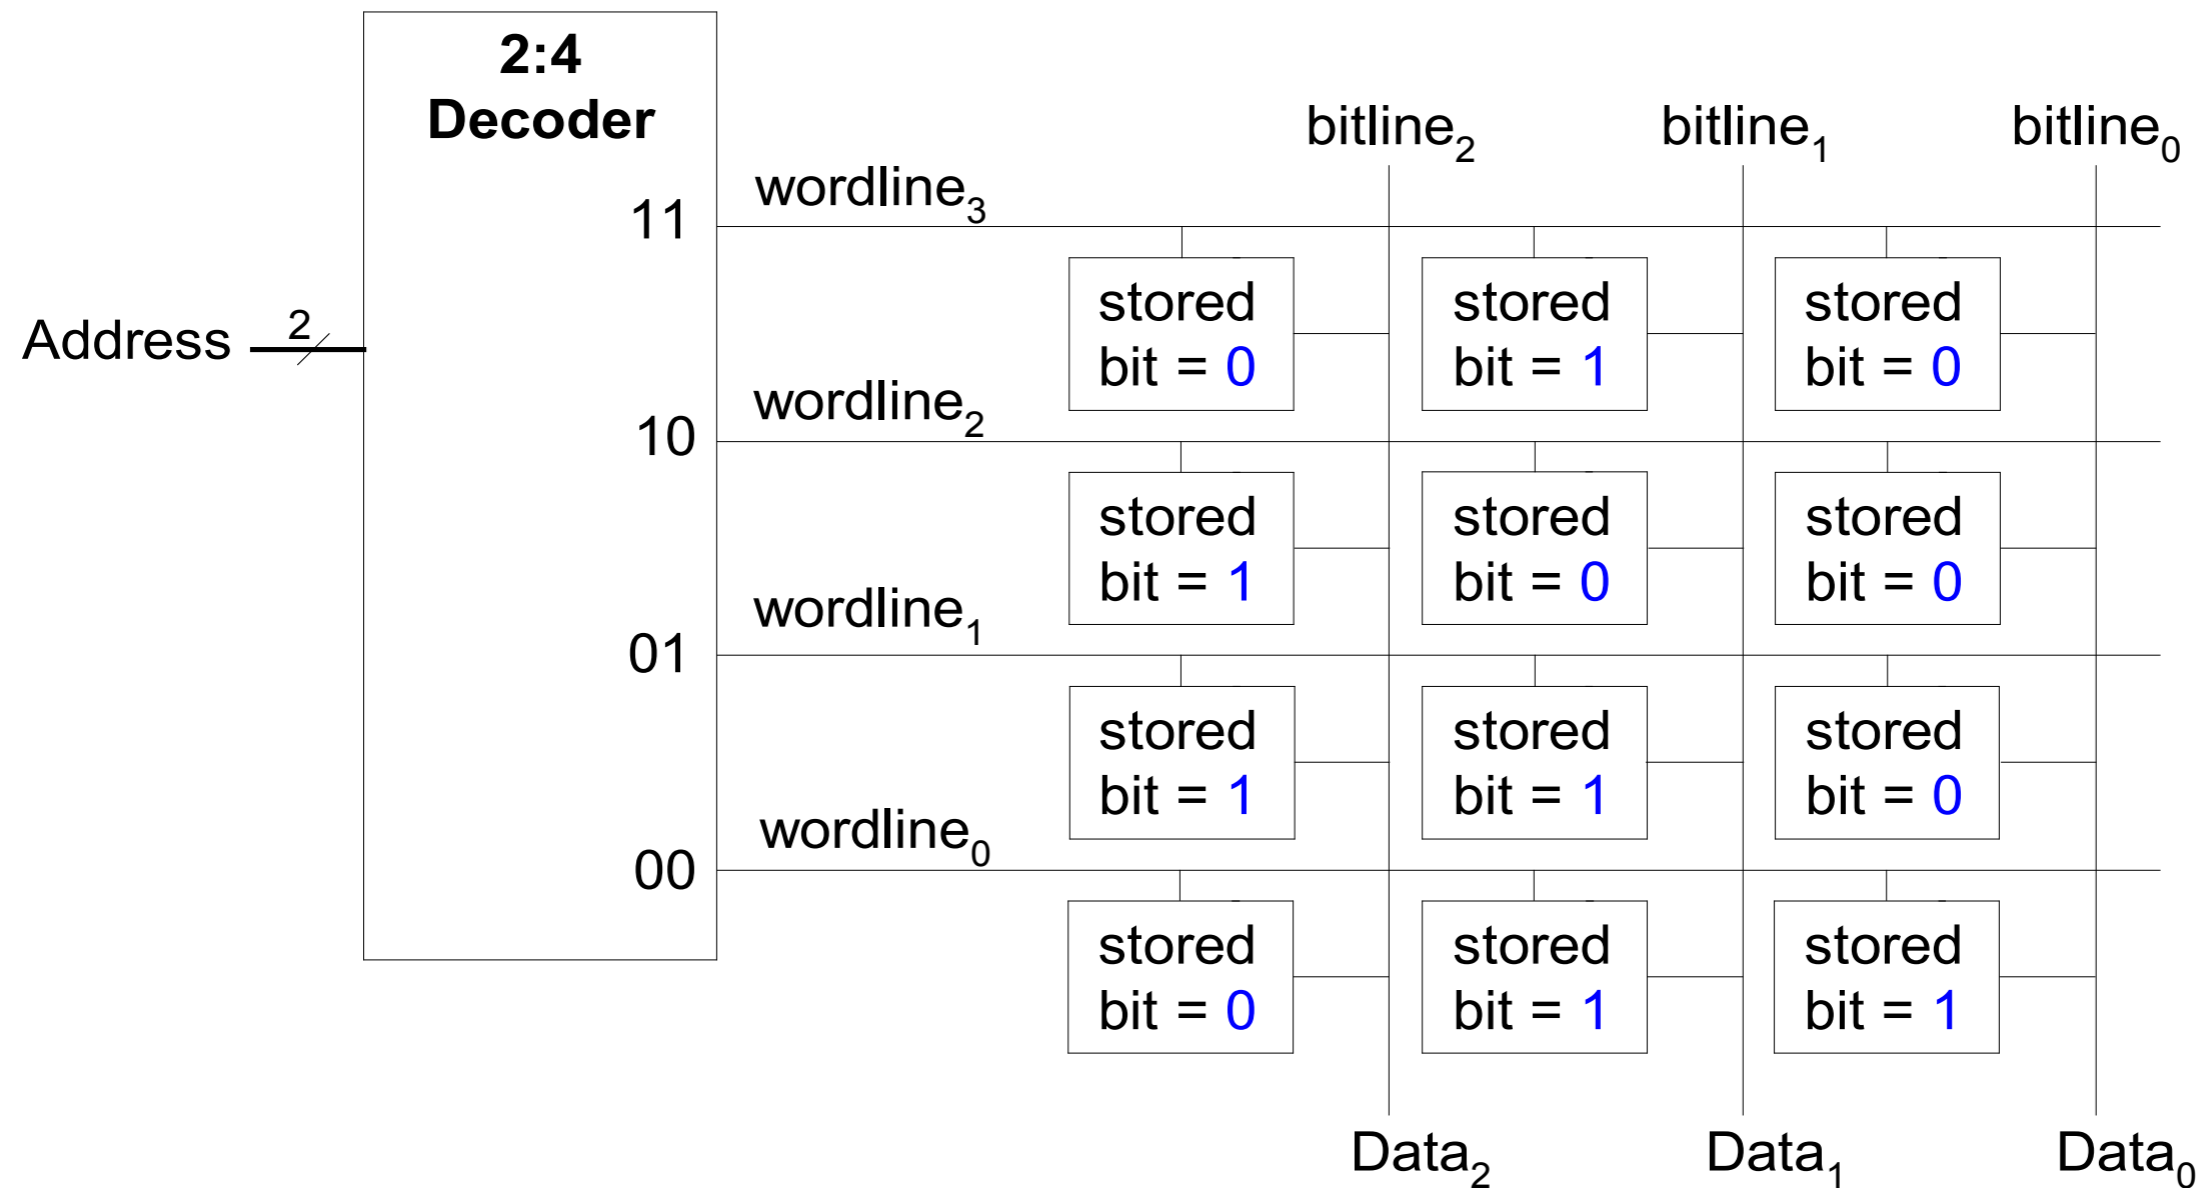 2:4
Decoder
bitline₂ bitline₁ bitline₀
wordline₃
11
stored stored stored
bit = 0 bit = 1 bit = 0
Address 2
wordline₂
10
stored stored stored
bit = 1 bit = 0 bit = 0
wordline₁
01
stored stored stored
bit = 1 bit = 1 bit = 0
wordline₀
00
stored stored stored
bit = 0 bit = 1 bit = 1
Data₂ Data₁ Data₀